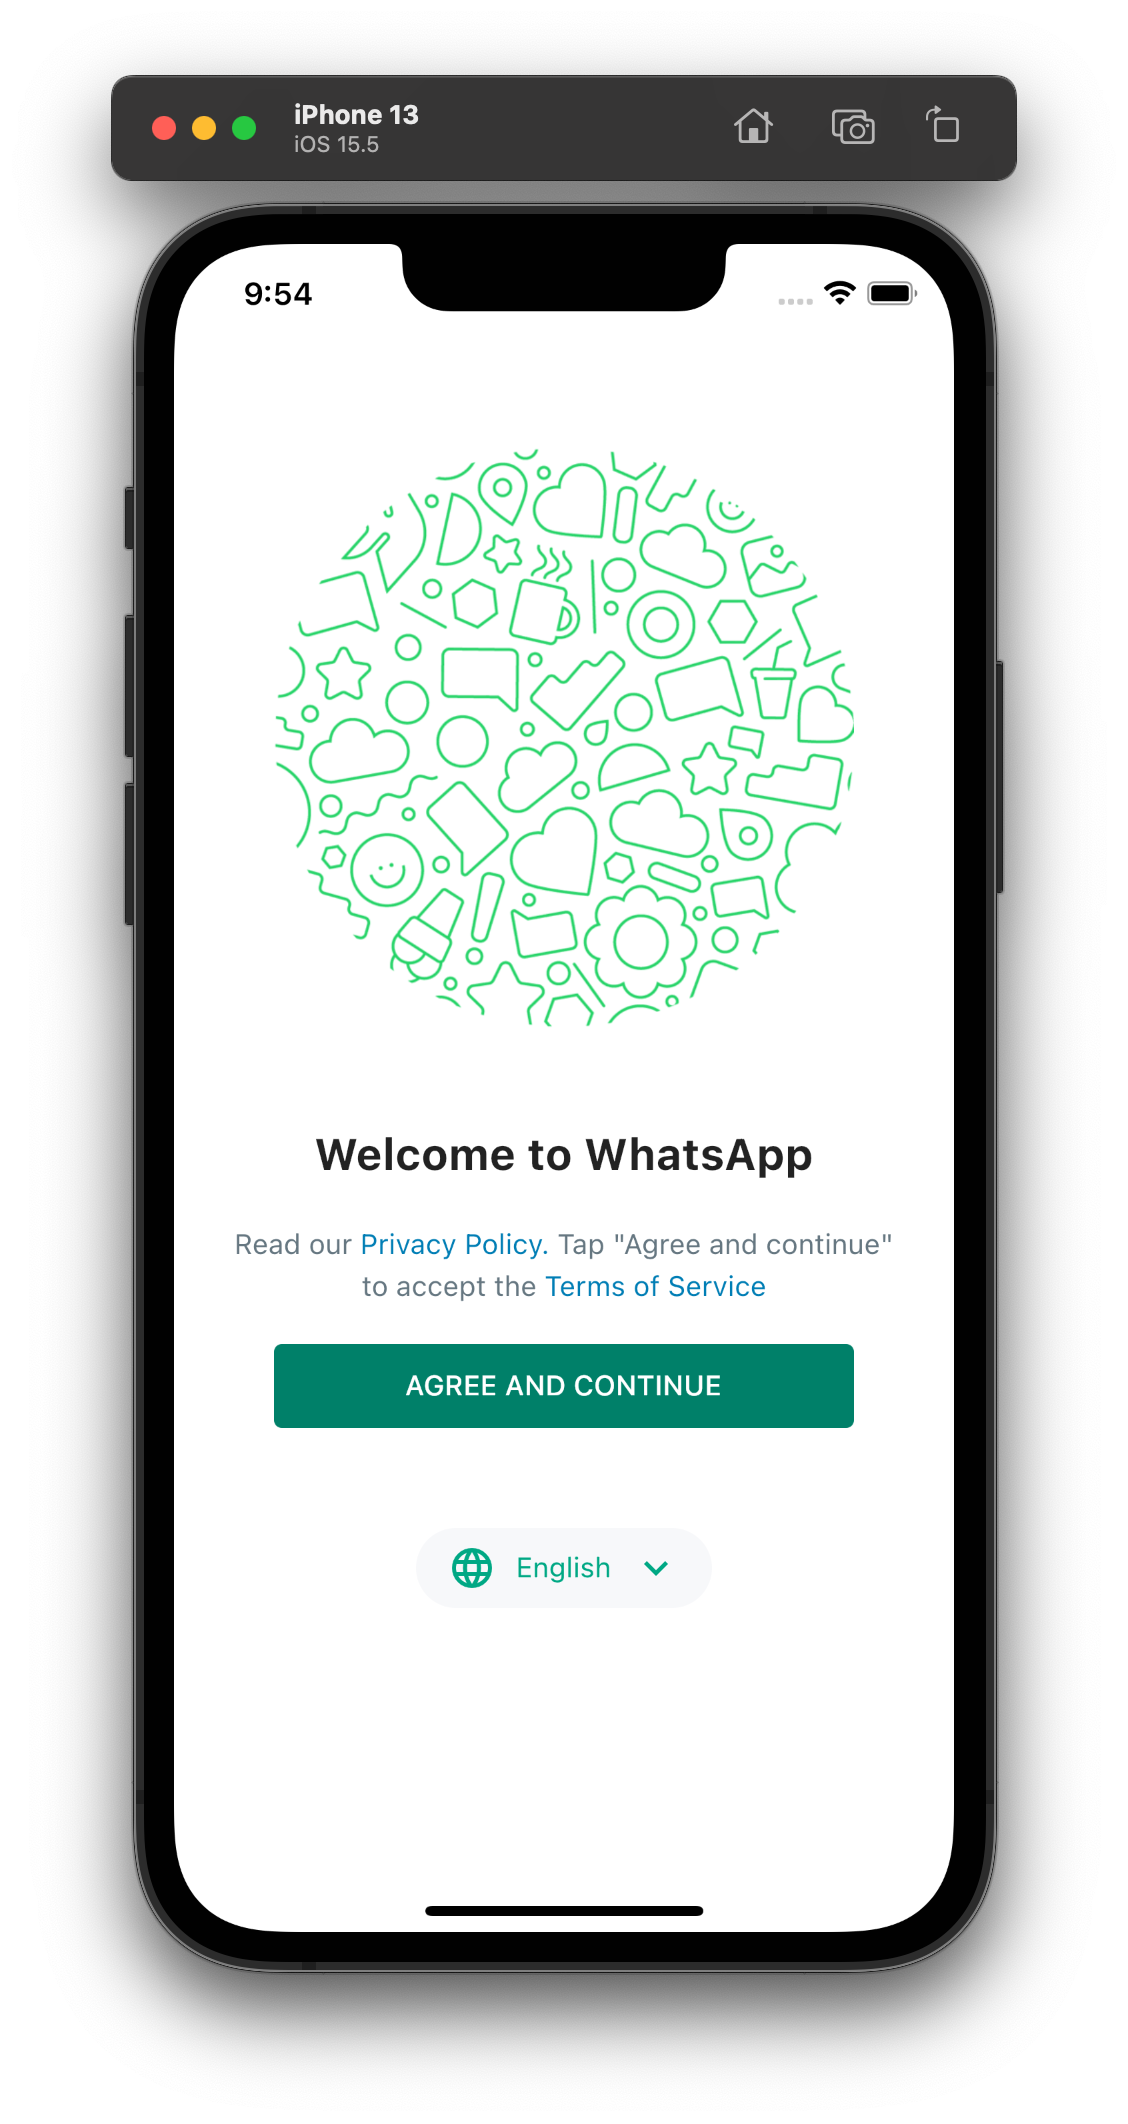 iPhone 13
iOS 15.5
9:54
Welcome to WhatsApp
Read our Privacy Policy. Tap "Agree and continue"
to accept the Terms of Service
AGREE AND CONTINUE
English